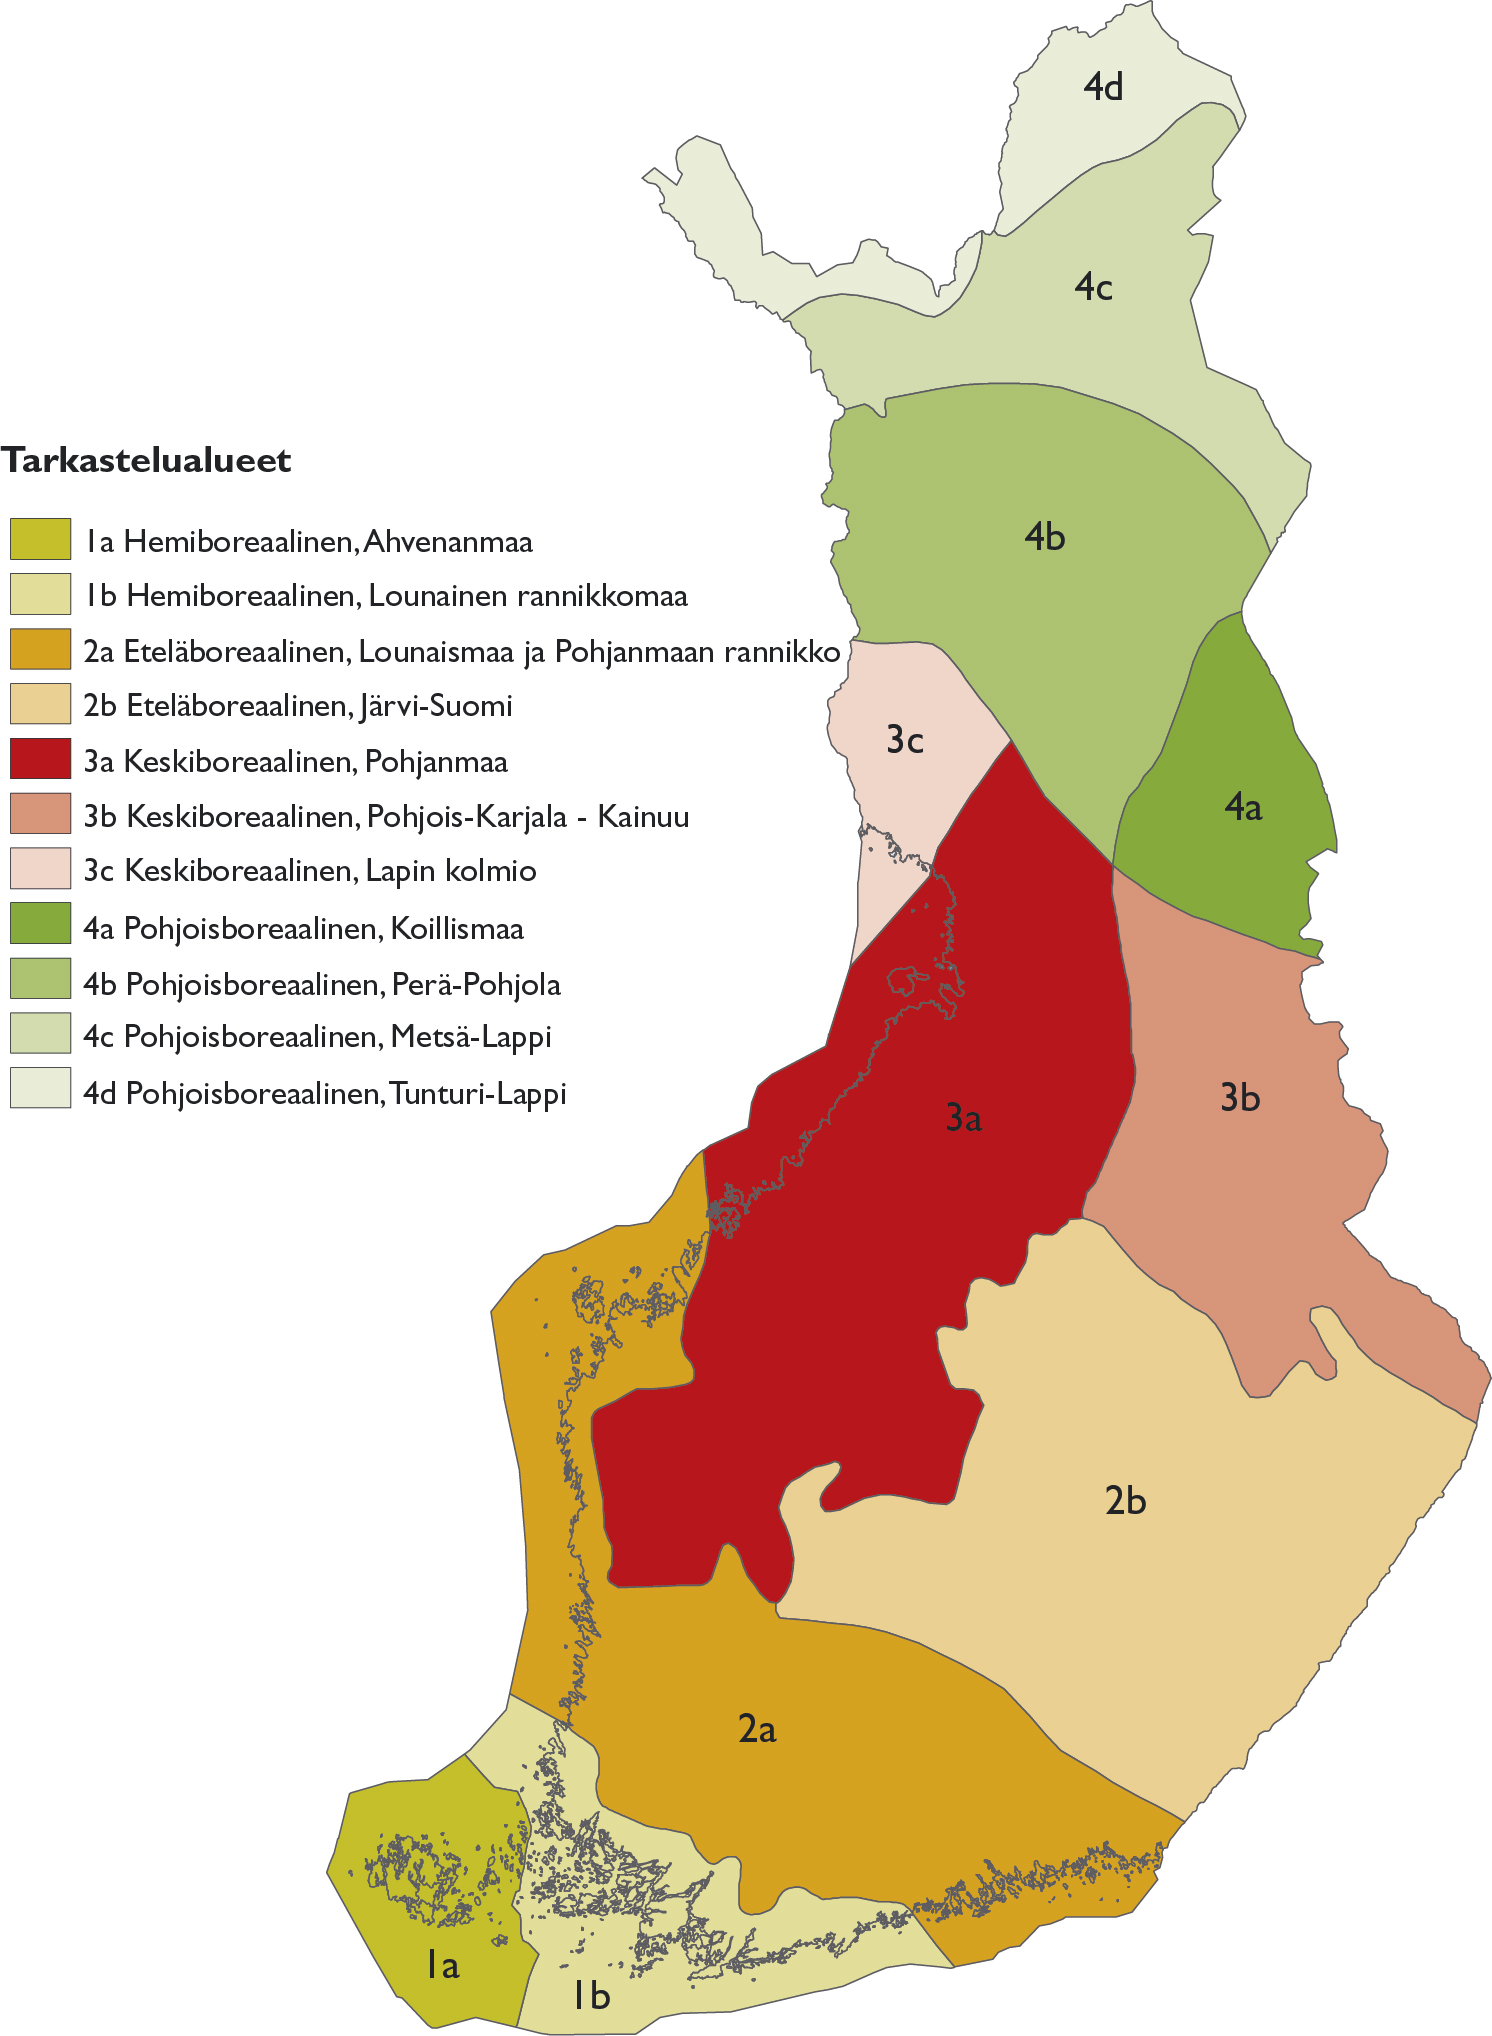 4d
4c
Tarkastelualueet
1a Hemiboreaalinen, Ahvenanmaa
4b
1b Hemiboreaalinen, Lounainen rannikkomaa
2a Eteläboreaalinen, Lounaismaa ja Pohjanmaan rannikko
2b Eteläboreaalinen, Järvi-Suomi
3c
3a Keskiboreaalinen, Pohjanmaa
4a
3b Keskiboreaalinen, Pohjois-Karjala - Kainuu
3c Keskiboreaalinen, Lapin kolmio
4a Pohjoisboreaalinen, Koillismaa
4b Pohjoisboreaalinen, Perä-Pohjola
4c Pohjoisboreaalinen, Metsä-Lappi
4d Pohjoisboreaalinen, Tunturi-Lappi
3b
3a
2b
2a
1a
1b